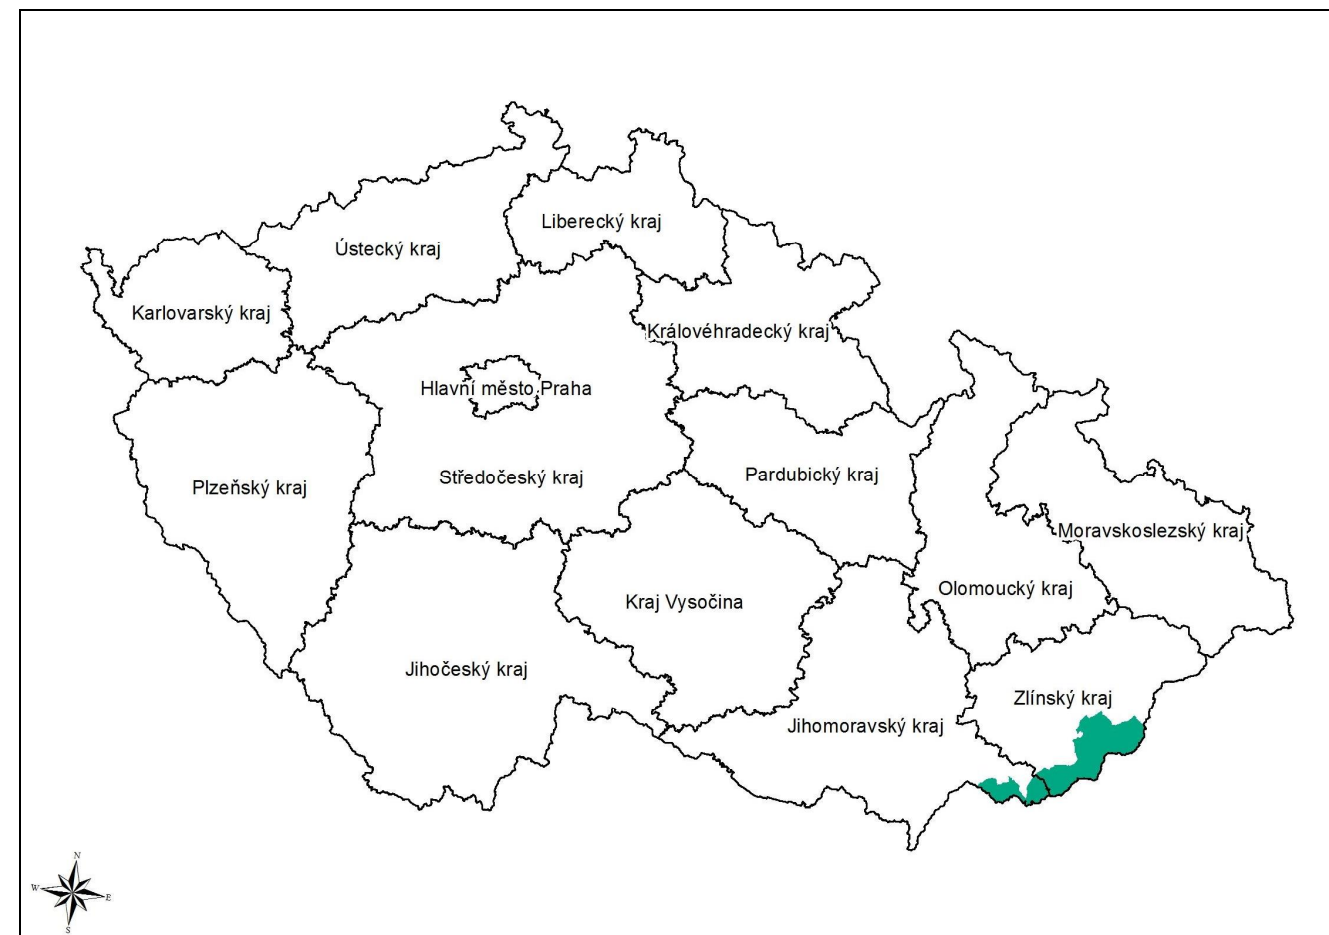 Liberecký kraj
Ústecký kraj
Karlovarský kraj
Královéhradecký kraj
Hlavní město Praha
Středočeský kraj
Pardubický kraj
Plzeňský kraj
Moravskoslezský kraj
Olomoucký kraj
Kraj Vysočina
Jihočeský kraj
Zlínský kraj
Jihomoravský kraj
N
W
E
S